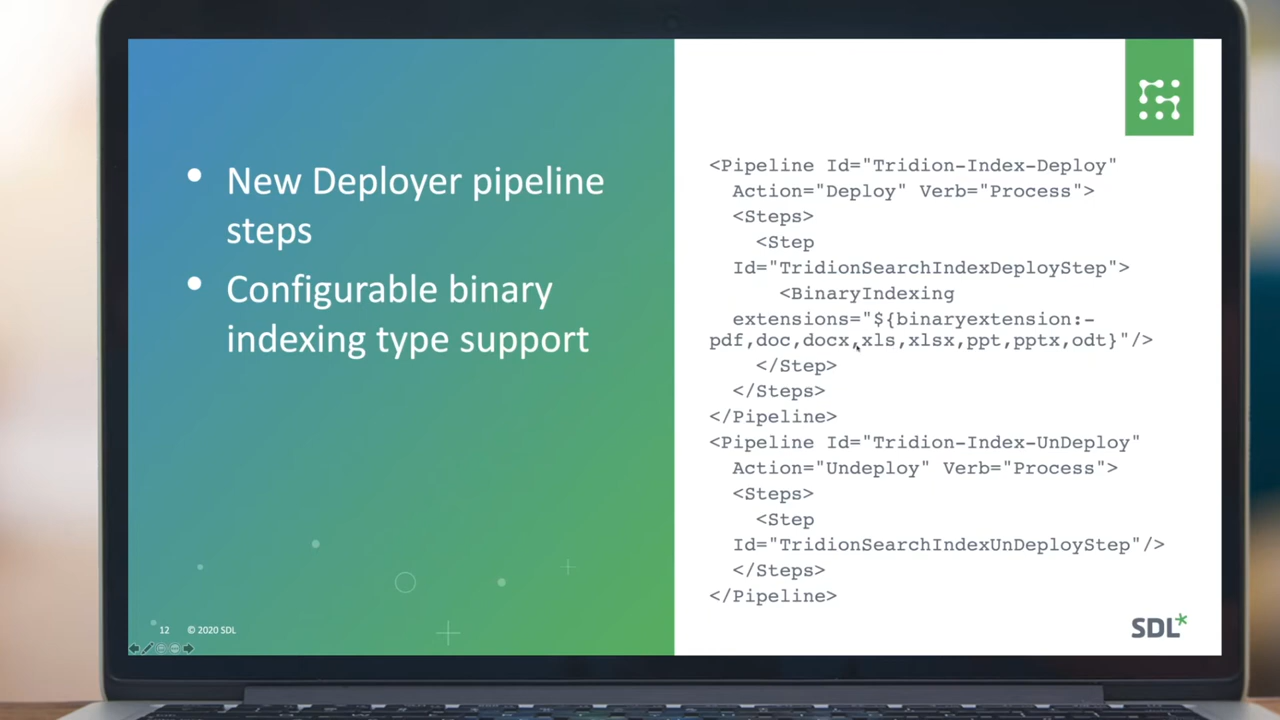 • New Deployer pipeline
steps
• Configurable binary
indexing type support
12 © 2020 SDL
<Pipeline Id="Tridion-Index-Deploy"
Action="Deploy" Verb="Process">
<Steps>
<Step
Id="TridionSearchIndexDeployStep">
<BinaryIndexing
extensions="${binaryextension:-
pdf,doc,docx,xls,xlsx,ppt,pptx,odt}"/>
</Step>
</Steps>
</Pipeline>
<Pipeline Id="Tridion-Index-UnDeploy"
Action="Undeploy" Verb="Process">
<Steps>
<Step
Id="TridionSearchIndexUnDeployStep"/>
</Steps>
</Pipeline>
SDL*